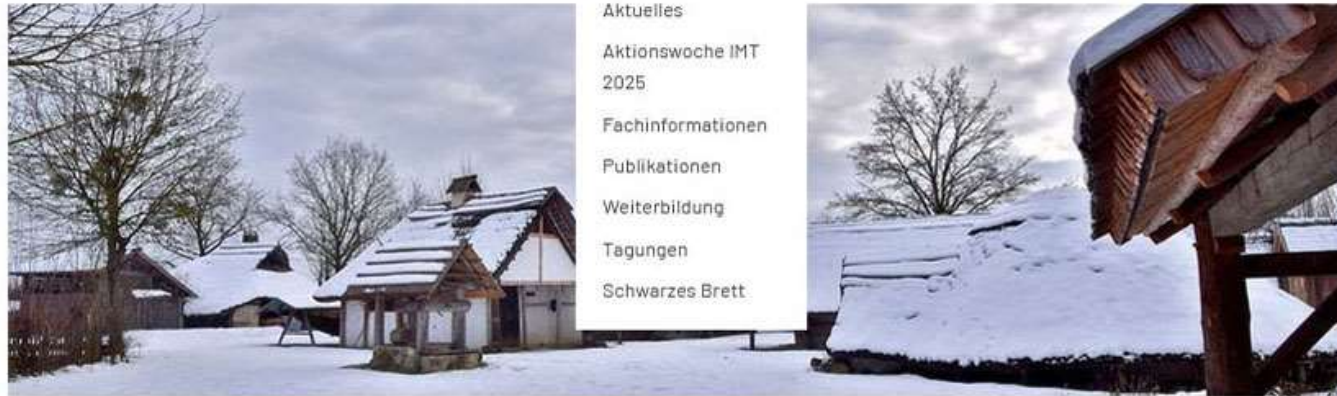 Aktuelles
Aktionswoche IMT
2025
Fachinformationen
Publikationen
Weiterbildung
Tagungen
Schwarzes Brett